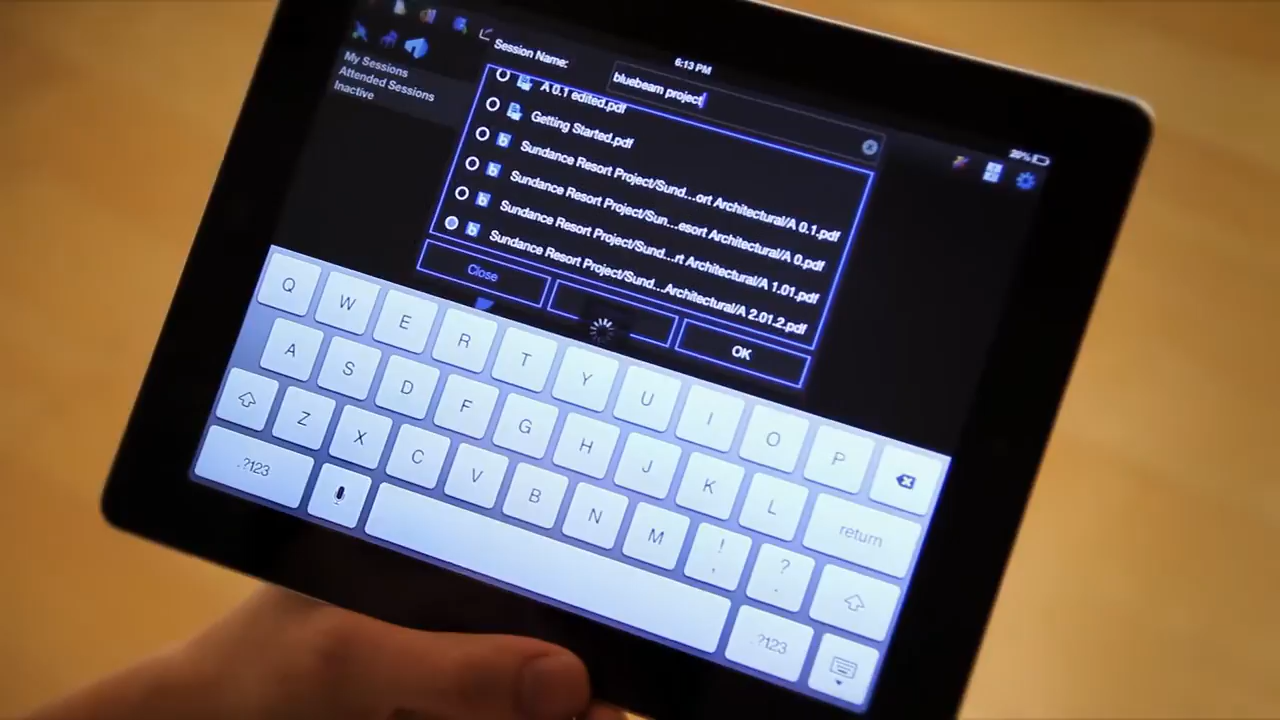 6:13 PM
Session Name:
bluebeam project
My Sessions
Attended Sessions
Inactive
A 0.1 edited.pdf
Getting Started.pdf
Sundance Resort Project/Sund...ort Architectural/A 0.1.pdf
Sundance Resort Project/Sun...esort Architectural/A 0.pdf
Sundance Resort Project/Sund...rt Architectural/A 1.01.pdf
Sundance Resort Project/Sund...Architectural/A 2.01.2.pdf
Close
OK
Q W E R T Y U I O P
A S D F G H J K L return
Z X C V B N M ! , ? .
.?123 .?123